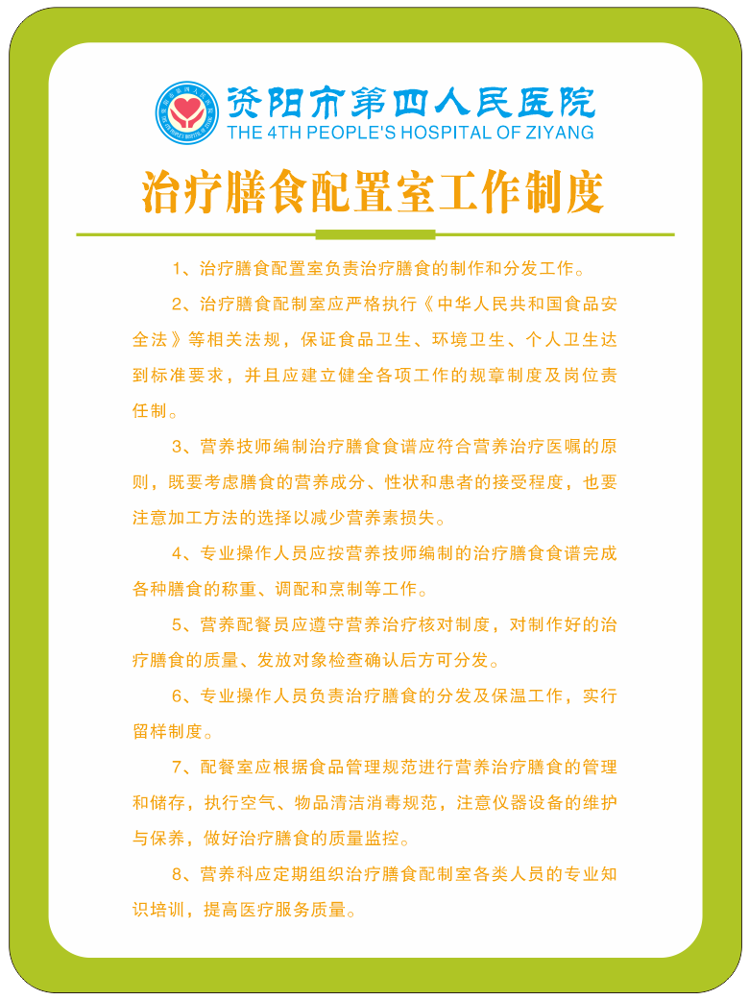 资阳市第四人民医院
THE 4TH PEOPLE'S HOSPITAL OF ZIYANG
治疗膳食配置室工作制度
1、治疗膳食配置室负责治疗膳食的制作和分发工作。
2、治疗膳食配制室应严格执行《中华人民共和国食品安
全法》等相关法规，保证食品卫生、环境卫生、个人卫生达
到标准要求，并且应建立健全各项工作的规章制度及岗位责
任制。
3、营养技师编制治疗膳食食谱应符合营养治疗医嘱的原
则，既要考虑膳食的营养成分、性状和患者的接受程度，也要
注意加工方法的选择以减少营养素损失。
4、专业操作人员应按营养技师编制的治疗膳食食谱完成
各种膳食的称重、调配和烹制等工作。
5、营养配餐员应遵守营养治疗核对制度，对制作好的治
疗膳食的质量、发放对象检查确认后方可分发。
6、专业操作人员负责治疗膳食的分发及保温工作，实行
留样制度。
7、配餐室应根据食品管理规范进行营养治疗膳食的管理
和储存，执行空气、物品清洁消毒规范，注意仪器设备的维护
与保养，做好治疗膳食的质量监控。
8、营养科应定期组织治疗膳食配制室各类人员的专业知
识培训，提高医疗服务质量。